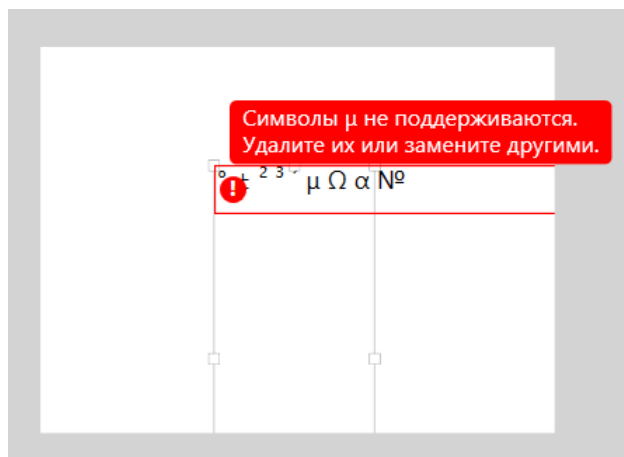 Символы µ не поддерживаются.
Удалите их или замените другими.
° ± ² ³ ´ µ Ω α №